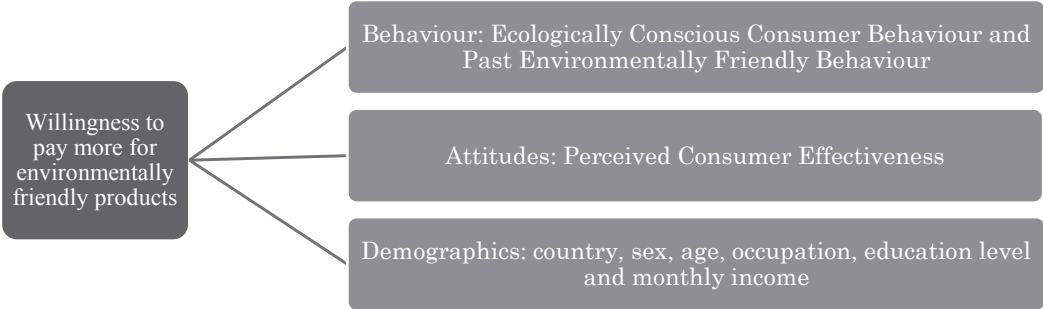 Behaviour: Ecologically Conscious Consumer Behaviour and
Past Environmentally Friendly Behaviour
Willingness to
pay more for
environmentally
friendly products
Attitudes: Perceived Consumer Effectiveness
Demographics: country, sex, age, occupation, education level
and monthly income